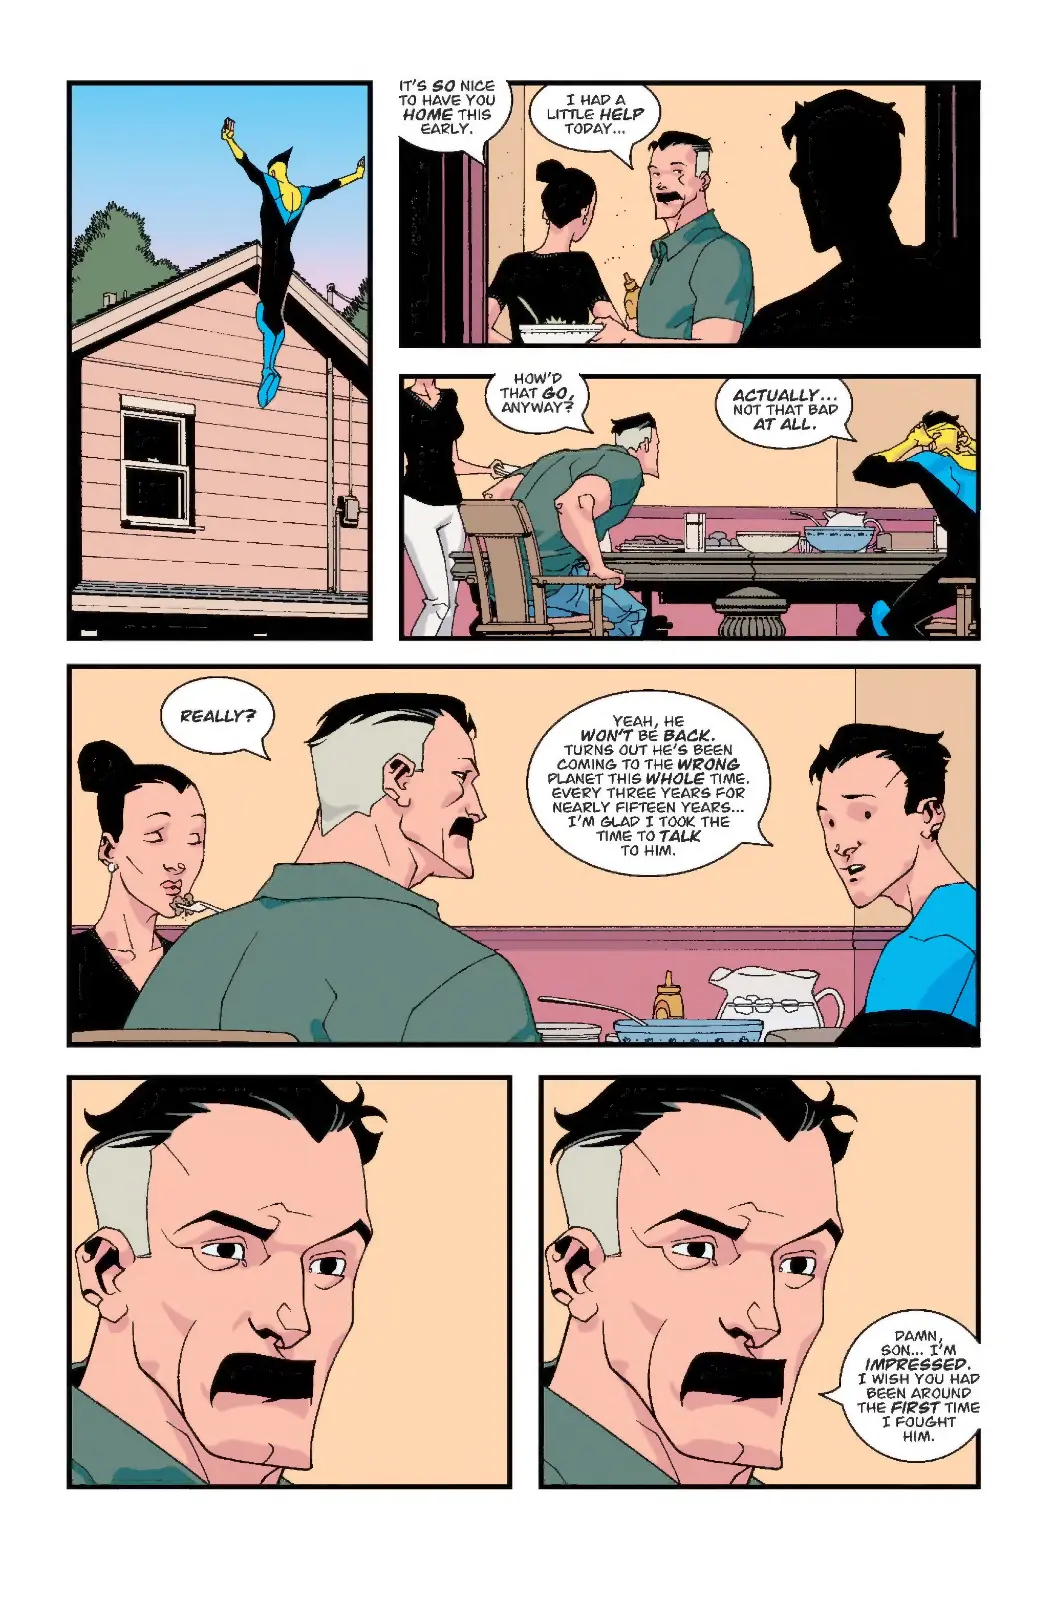 IT'S SO NICE
TO HAVE YOU
HOME THIS
EARLY.
I HAD A
LITTLE HELP
TODAY...
HOW'D
THAT GO,
ANYWAY?
ACTUALLY...
NOT THAT BAD
AT ALL.
REALLY?
YEAH, HE
WON'T BE BACK.
TURNS OUT HE'S BEEN
COMING TO THE WRONG
PLANET THIS WHOLE TIME.
EVERY THREE YEARS FOR
NEARLY FIFTEEN YEARS...
I'M GLAD I TOOK THE
TIME TO TALK
TO HIM.
DAMN,
SON... I'M
IMPRESSED.
I WISH YOU HAD
BEEN AROUND
THE FIRST TIME
I FOUGHT
HIM.